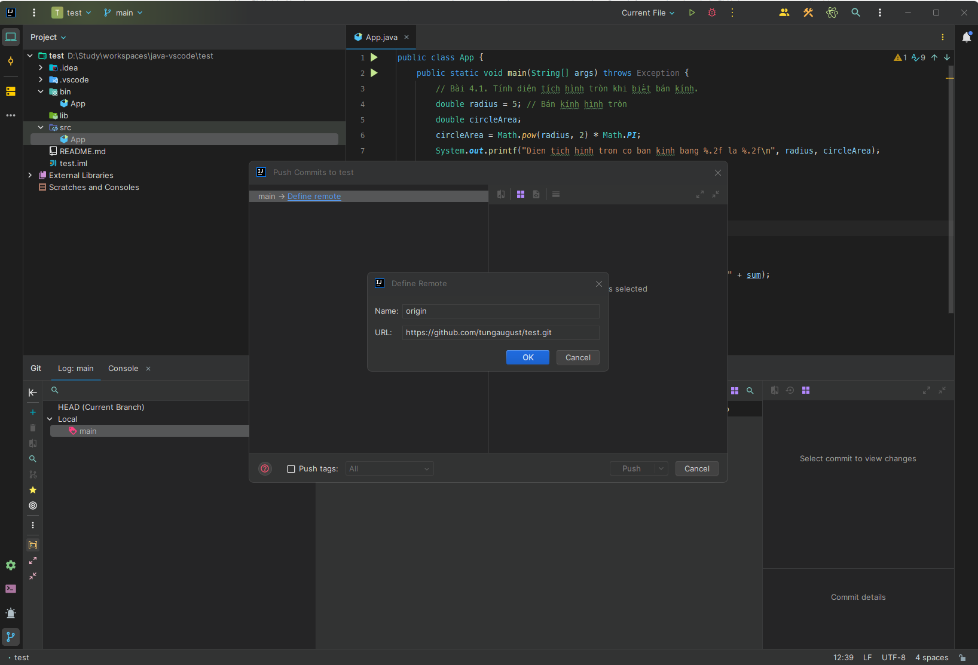 T test main Current File
Project
App.java
test D:\Study\workspaces\java-vscode\test
.idea
.vscode
bin
App
lib
src
App
README.md
test.iml
External Libraries
Scratches and Consoles
1 public class App {
2 public static void main(String[] args) throws Exception {
3 // Bài 4.1. Tính diện tích hình tròn khi biết bán kính.
4 double radius = 5; // Bán kính hình tròn
5 double circleArea;
6 circleArea = Math.pow(radius, 2) * Math.PI;
7 System.out.printf("Dien tich hinh tron co ban kinh bang %.2f la %.2f\n", radius, circleArea);
1 9
" + sum);
Push Commits to test
main → Define remote
s selected
Define Remote
Name: origin
URL: https://github.com/tungaugust/test.git
OK Cancel
Push tags: All Push Cancel
Git Log: main Console
HEAD (Current Branch)
Local
main
Select commit to view changes
Commit details
test 12:39 LF UTF-8 4 spaces